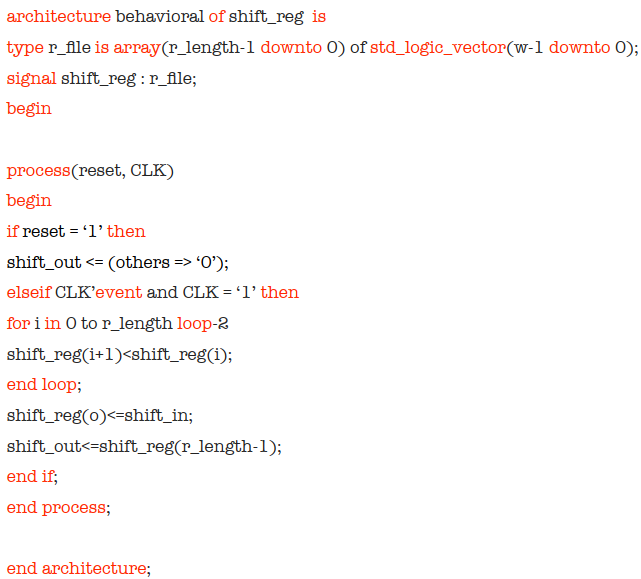 architecture behavioral of shift_reg is
type r_file is array(r_length-1 downto 0) of std_logic_vector(w-1 downto 0);
signal shift_reg : r_file;
begin
process(reset, CLK)
begin
if reset = ‘1’ then
shift_out <= (others => ‘0’);
elseif CLK’event and CLK = ‘1’ then
for i in 0 to r_length loop-2
shift_reg(i+1)<shift_reg(i);
end loop;
shift_reg(o)<=shift_in;
shift_out<=shift_reg(r_length-1);
end if;
end process;
end architecture;